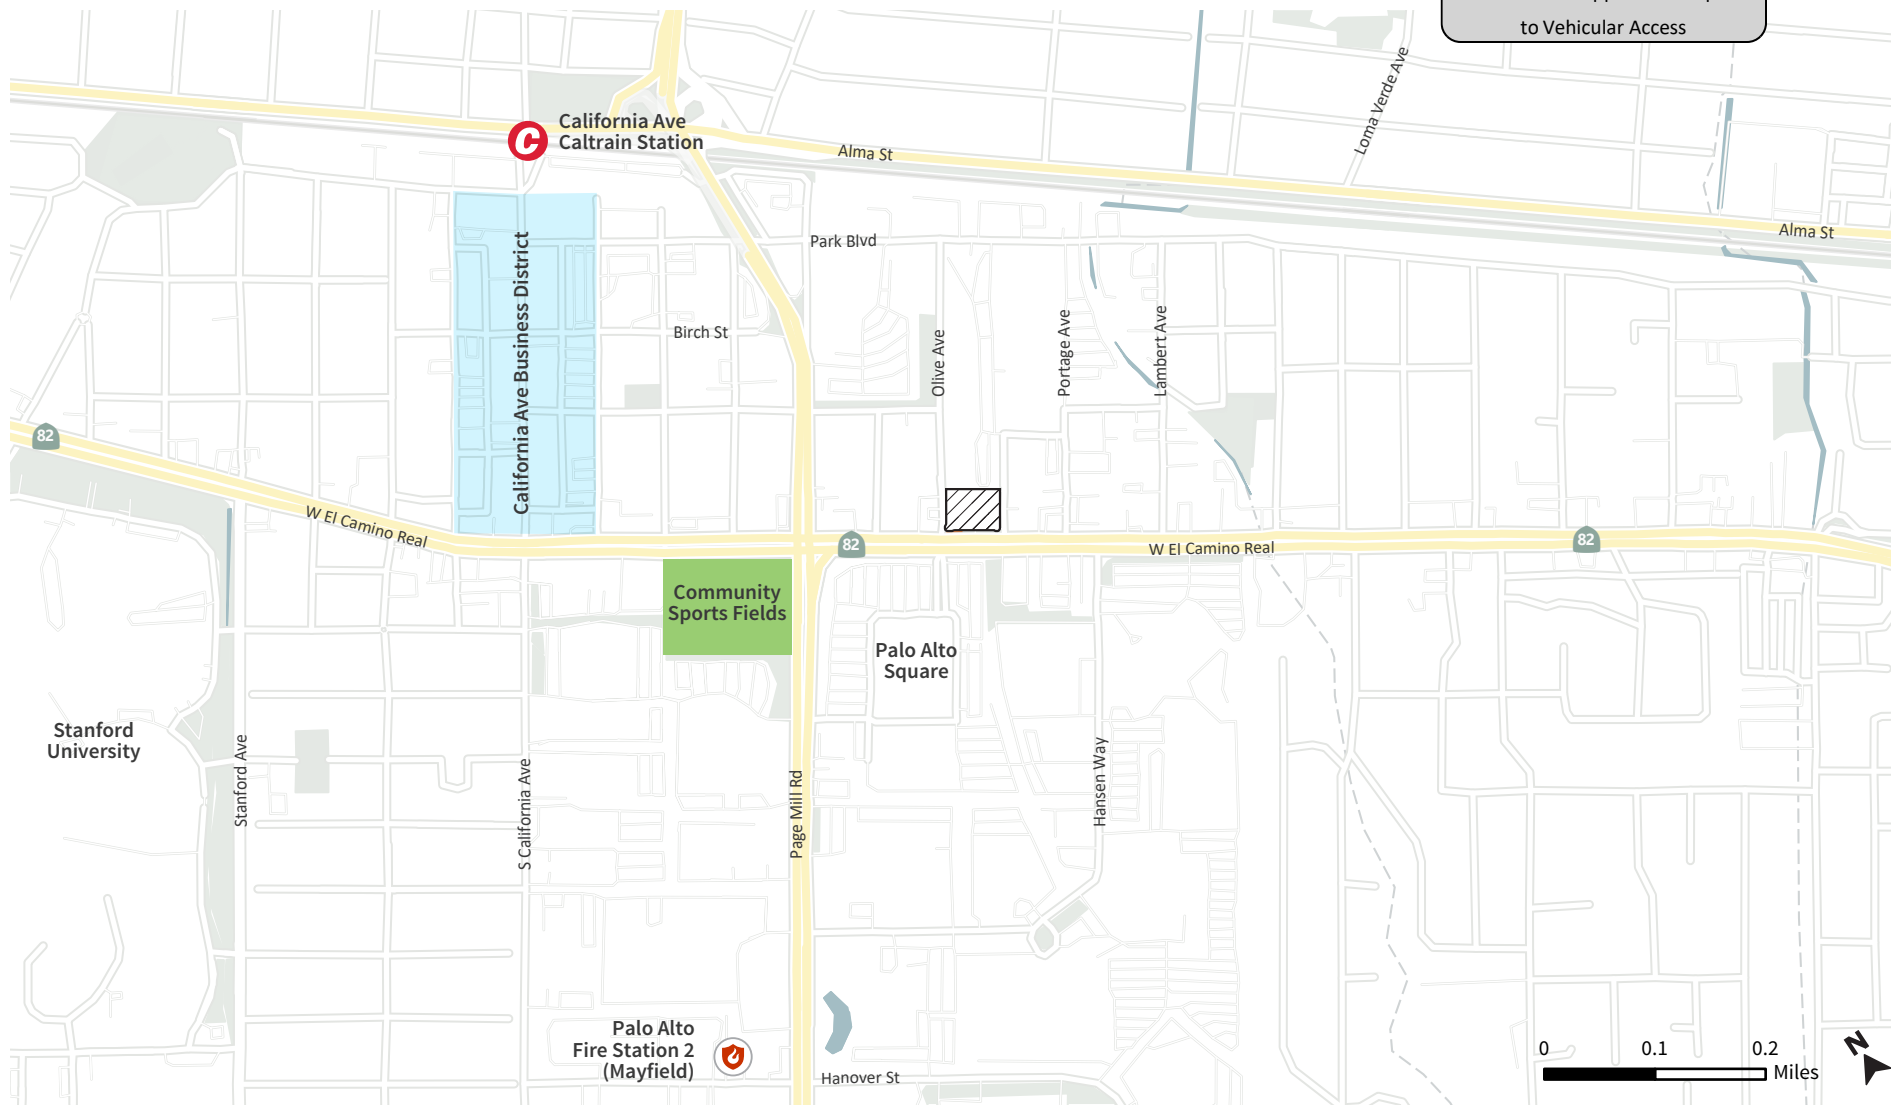 to Vehicular Access
Loma Verde Ave
California Ave
Caltrain Station
Alma St
Alma St
California Ave Business District
Park Blvd
Birch St
Olive Ave
Portage Ave
Lambert Ave
82
W El Camino Real
82
W El Camino Real
82
Community
Sports Fields
Palo Alto
Square
Stanford
University
Stanford Ave
S California Ave
Page Mill Rd
Hansen Way
Palo Alto
Fire Station 2
(Mayfield)
Hanover St
0 0.1 0.2
Miles
N